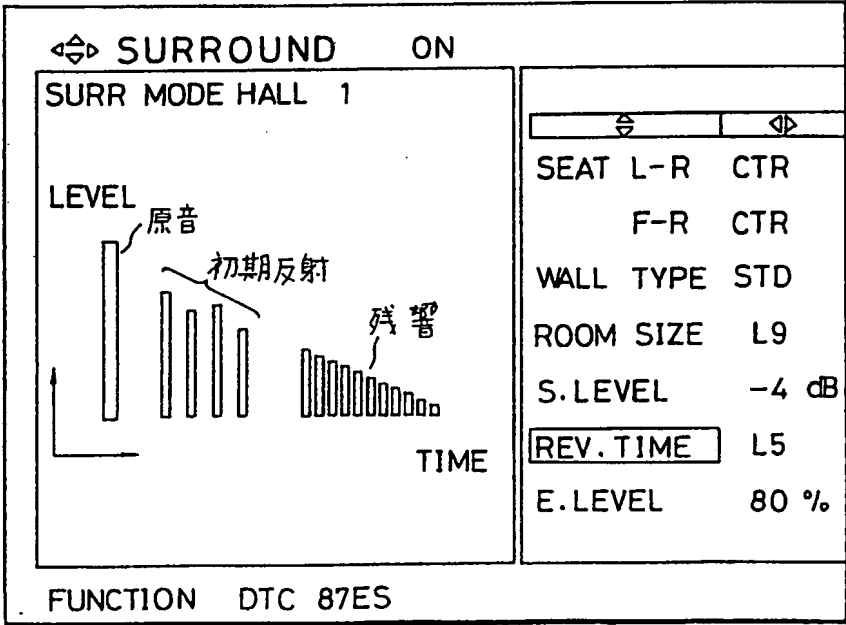 SURROUND ON
SURR MODE HALL 1
LEVEL
原音
初期反射
残響
TIME
SEAT L-R CTR
F-R CTR
WALL TYPE STD
ROOM SIZE L9
S.LEVEL -4 dB
REV.TIME L5
E.LEVEL 80 %
FUNCTION DTC 87ES